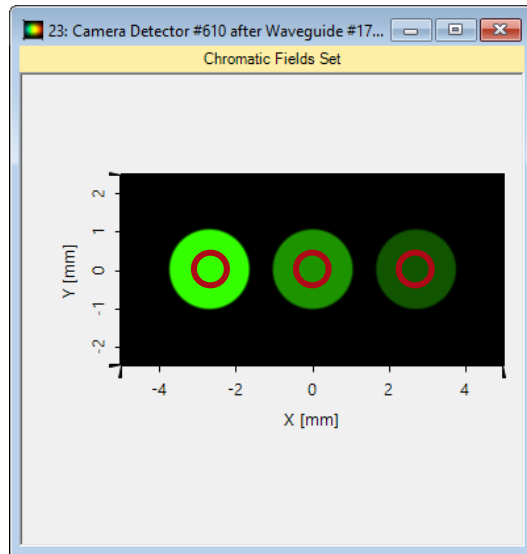 23: Camera Detector #610 after Waveguide #17...
Chromatic Fields Set
2
1
0
-1
-2
Y [mm]
-4 -2 0 2 4
X [mm]